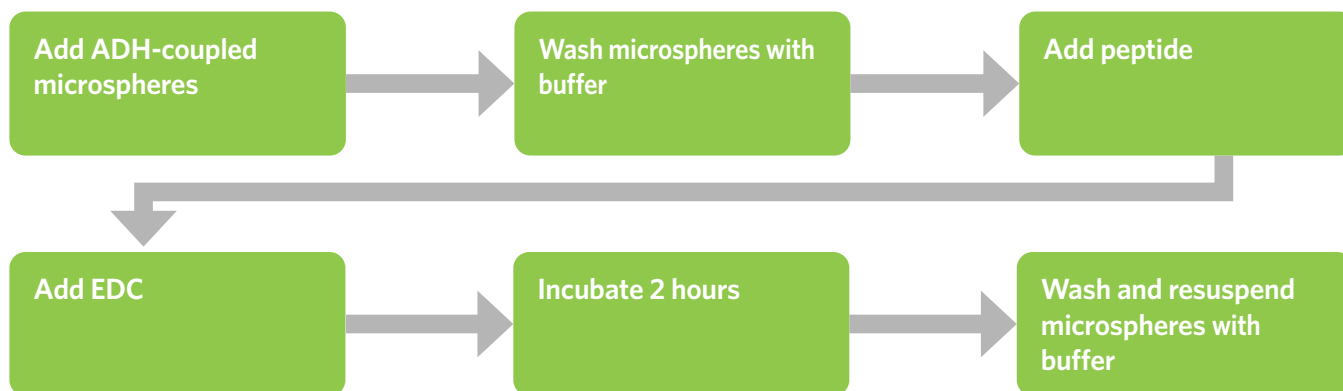 Add ADH-coupled
microspheres
Wash microspheres with
buffer
Add peptide
Add EDC
Incubate 2 hours
Wash and resuspend
microspheres with
buffer